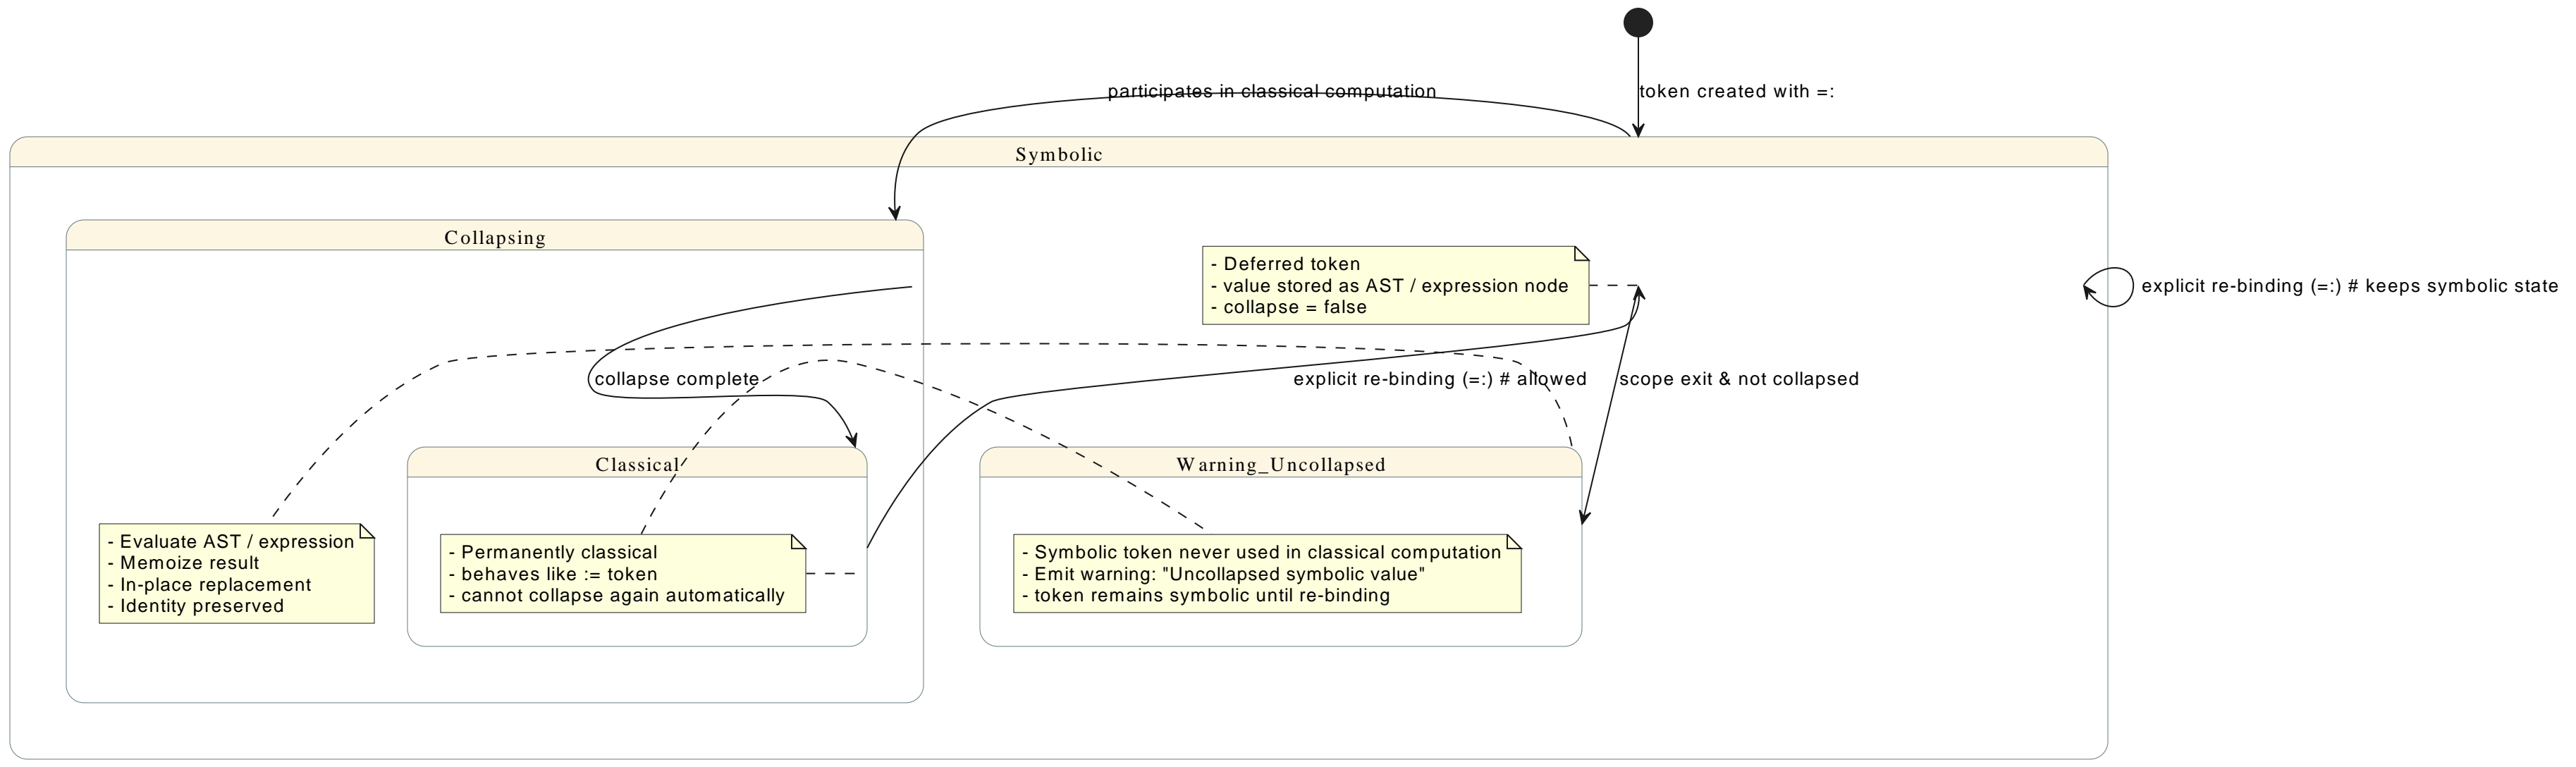 participates in classical computation
token created with =:
Symbolic
Collapsing
- Deferred token
- value stored as AST / expression node
- collapse = false
explicit re-binding (=:) # keeps symbolic state
collapse complete
explicit re-binding (=:) # allowed
scope exit & not collapsed
Classical
Warning_Uncollapsed
- Evaluate AST / expression
- Memoize result
- In-place replacement
- Identity preserved
- Permanently classical
- behaves like := token
- cannot collapse again automatically
- Symbolic token never used in classical computation
- Emit warning: "Uncollapsed symbolic value"
- token remains symbolic until re-binding